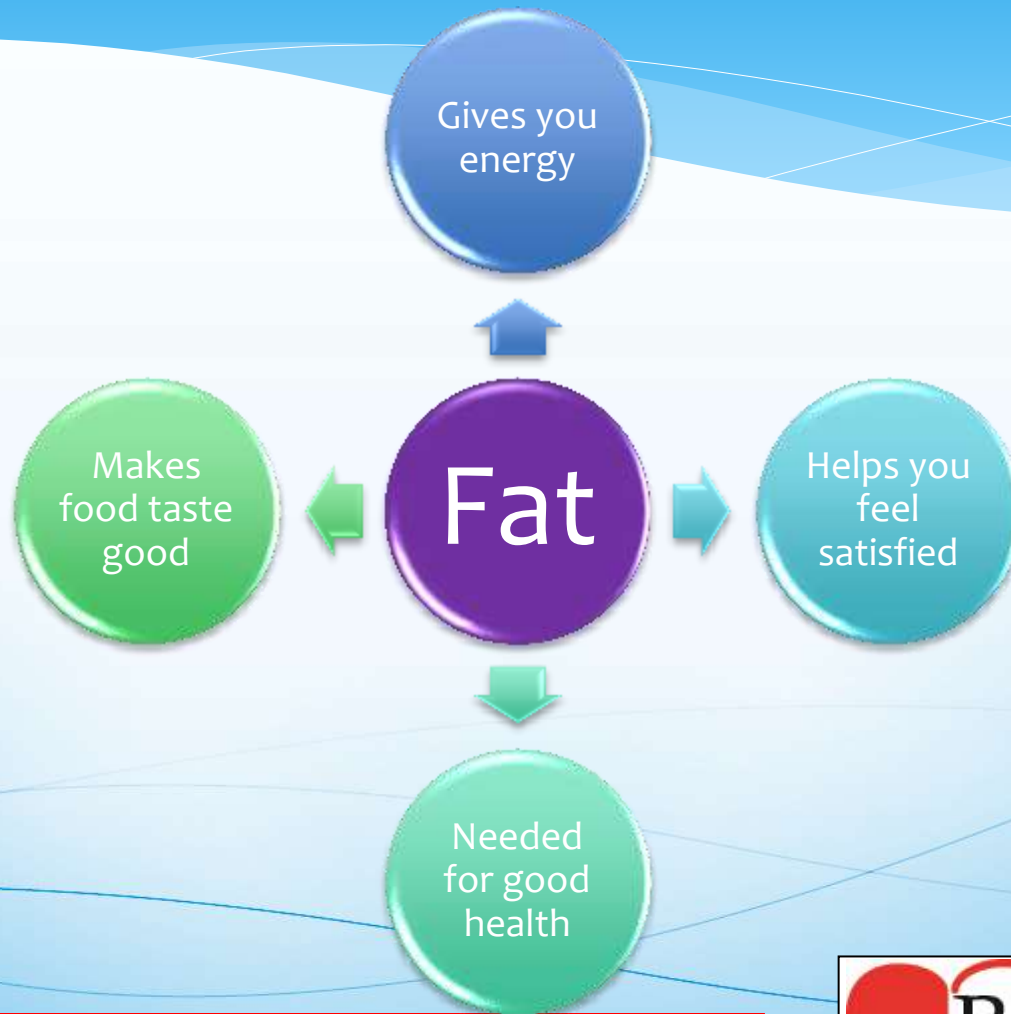 Gives you
energy
Makes
food taste
good
Fat
Helps you
feel
satisfied
Needed
for good
health